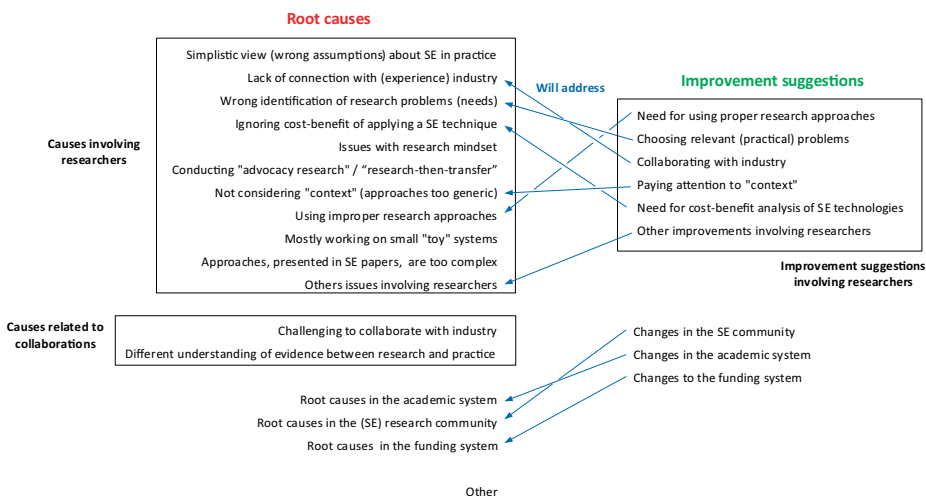 Root causes
Simplistic view (wrong assumptions) about SE in practice
Lack of connection with (experience) industry
Wrong identification of research problems (needs)
Ignoring cost-benefit of applying a SE technique
Issues with research mindset
Conducting "advocacy research" / “research-then-transfer”
Not considering "context" (approaches too generic)
Using improper research approaches
Mostly working on small "toy" systems
Approaches, presented in SE papers, are too complex
Others issues involving researchers
Causes involving
researchers
Will address
Improvement suggestions
Need for using proper research approaches
Choosing relevant (practical) problems
Collaborating with industry
Paying attention to "context"
Need for cost-benefit analysis of SE technologies
Other improvements involving researchers
Improvement suggestions
involving researchers
Causes related to
collaborations
Challenging to collaborate with industry
Different understanding of evidence between research and practice
Changes in the SE community
Changes in the academic system
Changes to the funding system
Root causes in the academic system
Root causes in the (SE) research community
Root causes in the funding system
Other